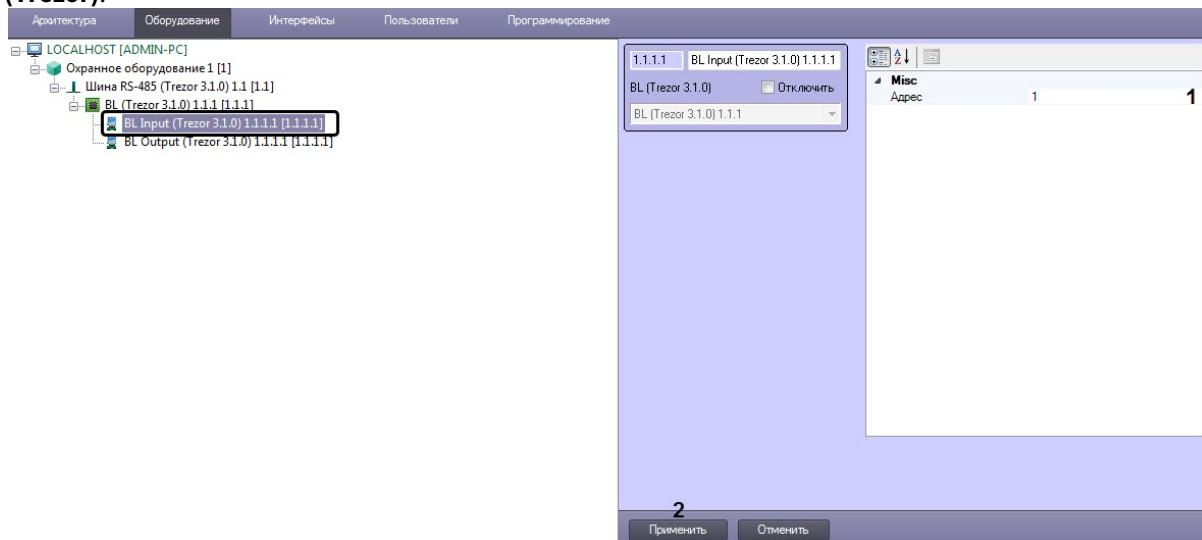 (Trezor).
Архитектура Оборудование Интерфейсы Пользователи Программирование
LOCALHOST [ADMIN-PC]
Охранное оборудование 1 [1]
Шина RS-485 (Trezor 3.1.0) 1.1 [1.1]
BL (Trezor 3.1.0) 1.1.1 [1.1.1]
BL Input (Trezor 3.1.0) 1.1.1.1 [1.1.1.1]
BL Output (Trezor 3.1.0) 1.1.1.1 [1.1.1.1]
1.1.1.1 BL Input (Trezor 3.1.0) 1.1.1.1
BL (Trezor 3.1.0) Отключить
BL (Trezor 3.1.0) 1.1.1
Misc
Адрес 1 1
2
Применить Отменить